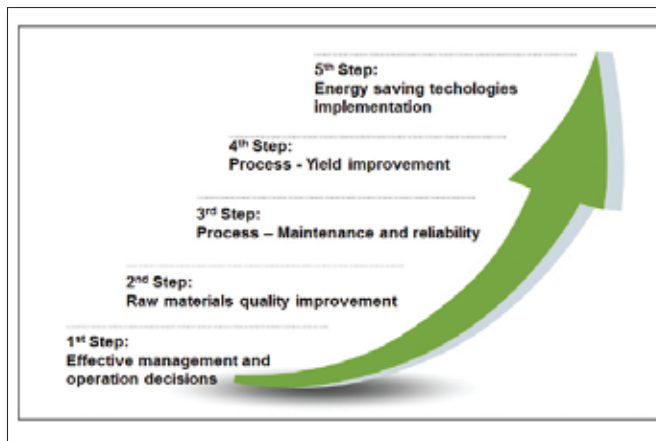 5th Step:
Energy saving techologies
implementation
4th Step:
Process - Yield improvement
3rd Step:
Process – Maintenance and reliability
2nd Step:
Raw materials quality improvement
1st Step:
Effective management and
operation decisions